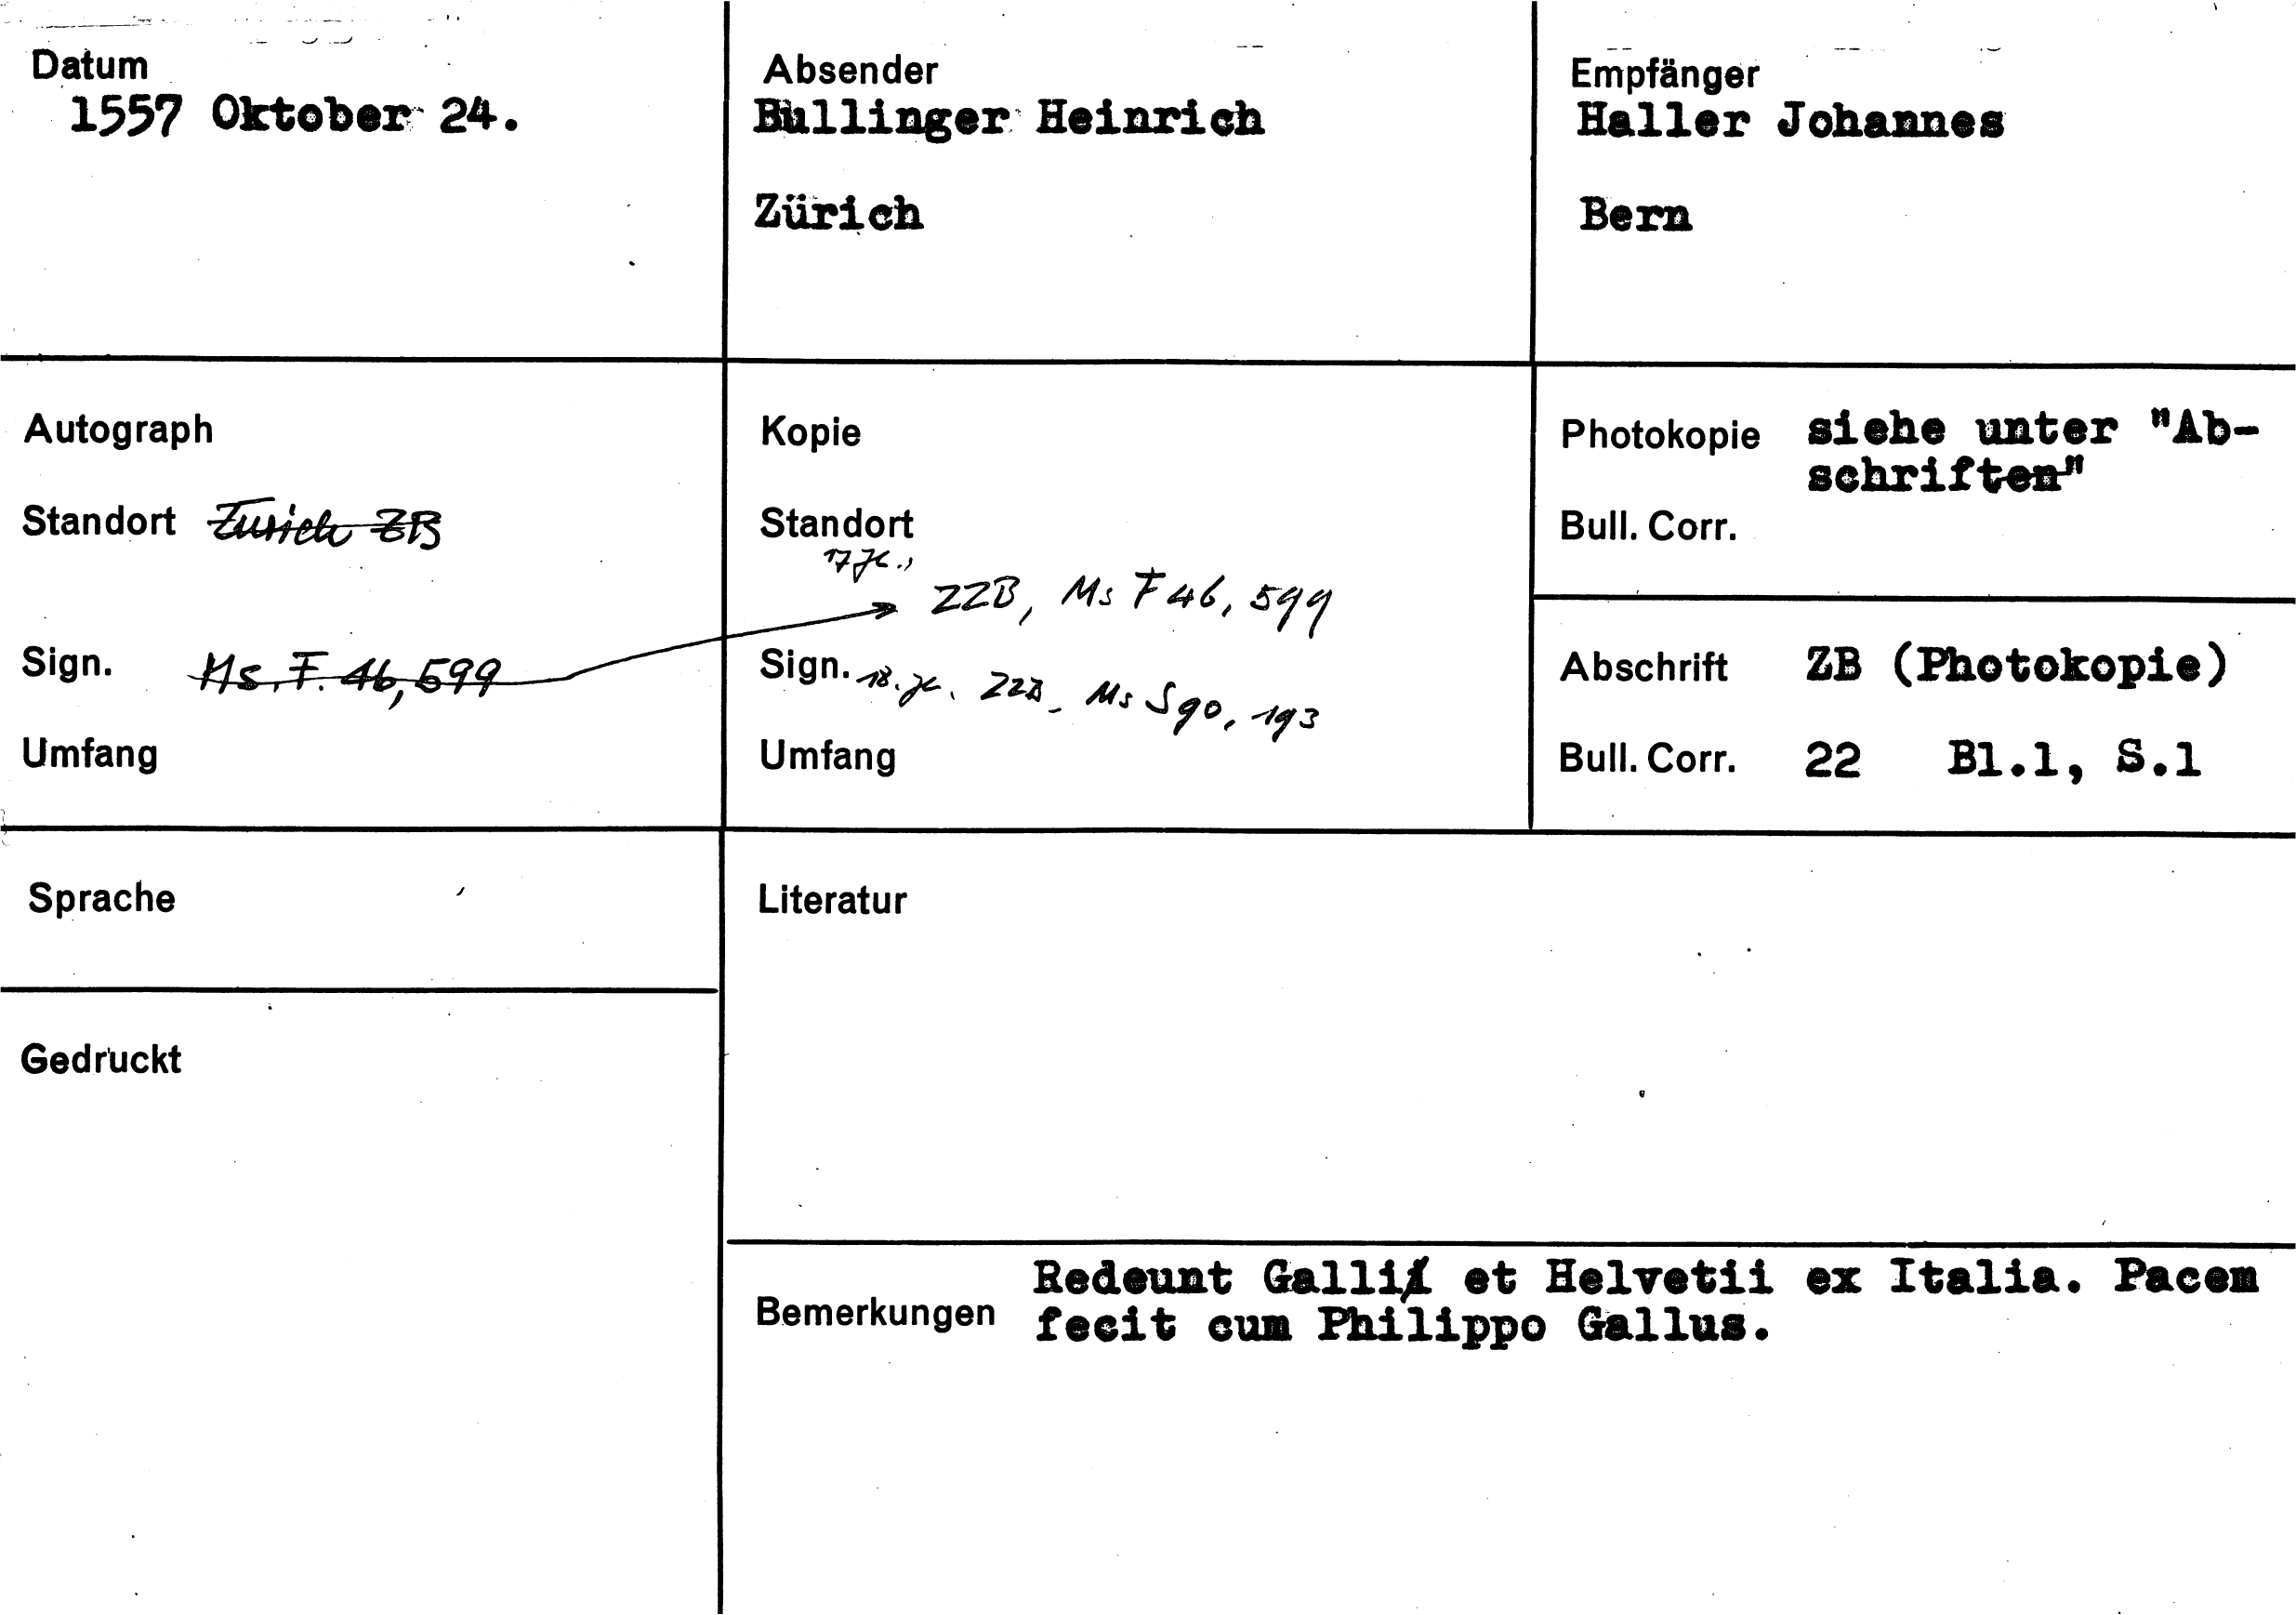 Datum
1557 Oktober 24.
Absender
Bullinger Heinrich
Zürich
Empfänger
Haller Johannes
Bern
Autograph
Standort Zürich ZB
Sign. Ms. F. 46, 599
Umfang
Kopie
Standort
17. Jh.,
ZZB, Ms F 46, 599
Sign. 18. Jh. ZZB, Ms S 90, 193
Umfang
Photokopie siehe unter "Ab-
schriften"
Bull. Corr.
Abschrift ZB (Photokopie)
Bull. Corr. 22 Bl.1, S.1
Sprache
Literatur
Gedruckt
Bemerkungen
Redeunt Galli et Helvetii ex Italia. Pacem
fecit cum Philippo Gallus.